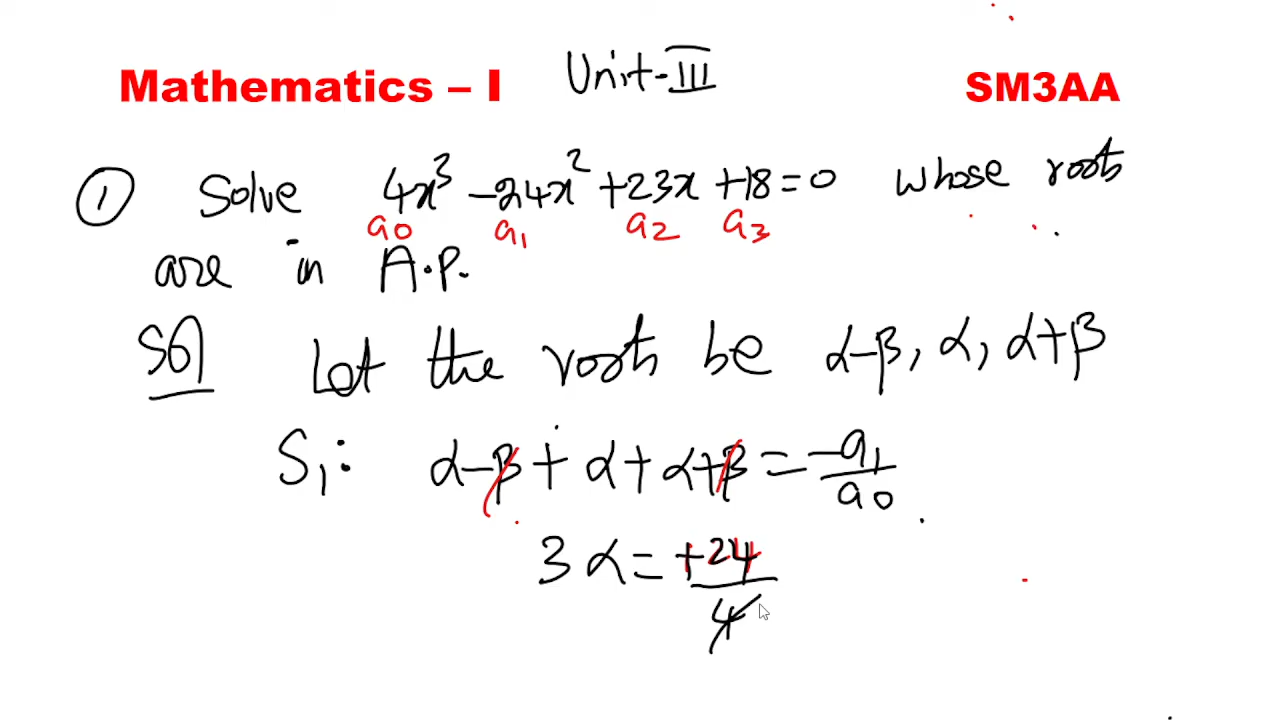 Mathematics – I Unit-III SM3AA
① Solve 4x³ -24x² +23x +18=0 whose roots
a0 a1 a2 a3
are in A.P.
Sol Let the roots be α-β, α, α+β
S₁: α-β + α + α+β = -a₁/a0
3α = +24/4